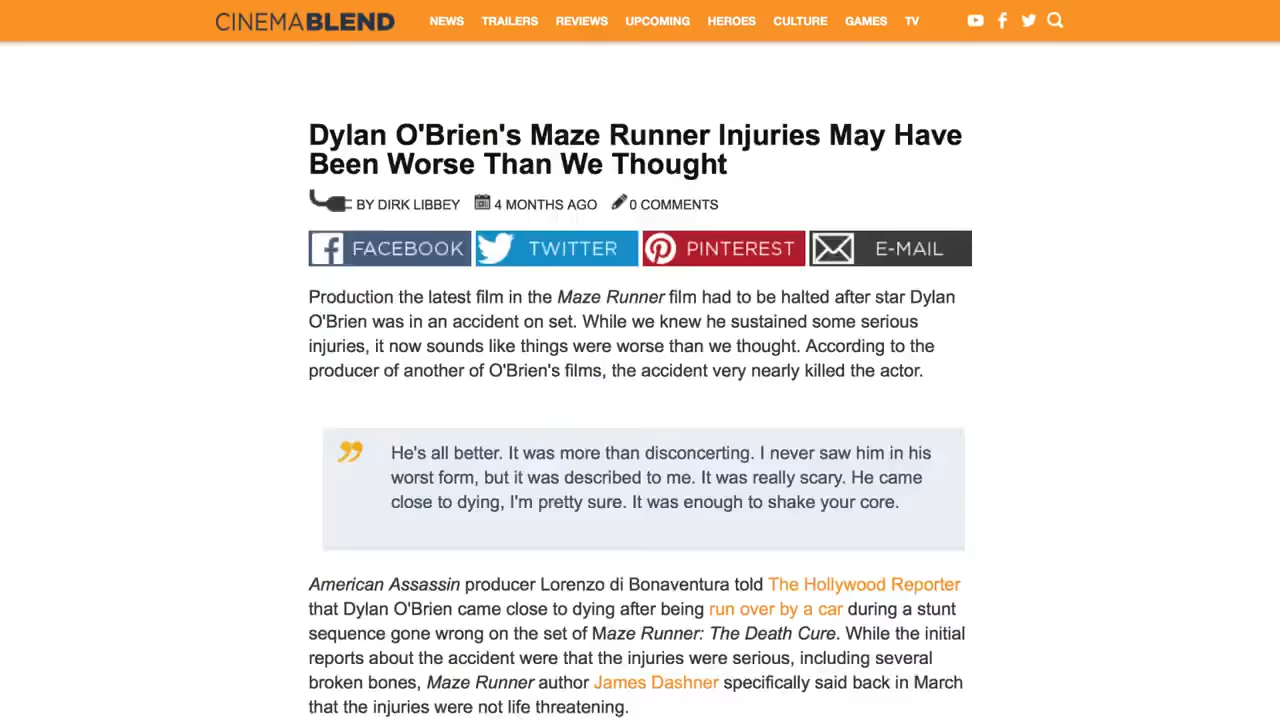 CINEMABLEND NEWS TRAILERS REVIEWS UPCOMING HEROES CULTURE GAMES TV
Dylan O'Brien's Maze Runner Injuries May Have
Been Worse Than We Thought
BY DIRK LIBBEY 4 MONTHS AGO 0 COMMENTS
FACEBOOK TWITTER PINTEREST E-MAIL
Production the latest film in the Maze Runner film had to be halted after star Dylan
O'Brien was in an accident on set. While we knew he sustained some serious
injuries, it now sounds like things were worse than we thought. According to the
producer of another of O'Brien's films, the accident very nearly killed the actor.
He's all better. It was more than disconcerting. I never saw him in his
worst form, but it was described to me. It was really scary. He came
close to dying, I'm pretty sure. It was enough to shake your core.
American Assassin producer Lorenzo di Bonaventura told The Hollywood Reporter
that Dylan O'Brien came close to dying after being run over by a car during a stunt
sequence gone wrong on the set of Maze Runner: The Death Cure. While the initial
reports about the accident were that the injuries were serious, including several
broken bones, Maze Runner author James Dashner specifically said back in March
that the injuries were not life threatening.